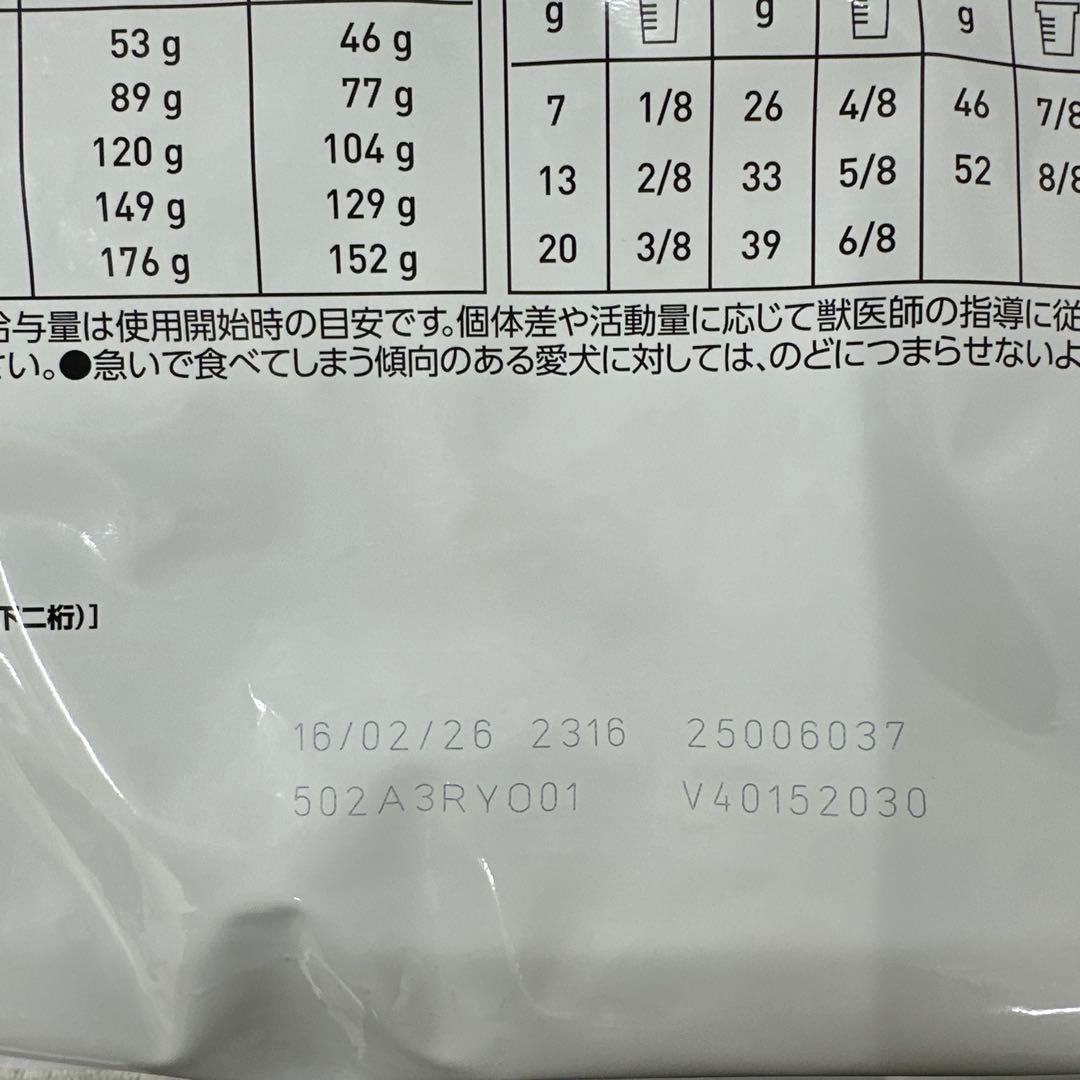 53 g 46 g
89 g 77 g
120 g 104 g
149 g 129 g
176 g 152 g
g g g
7 1/8 26 4/8 46 7/8
13 2/8 33 5/8 52 8/8
20 3/8 39 6/8
給与量は使用開始時の目安です。個体差や活動量に応じて獣医師の指導に従
さい。●急いで食べてしまう傾向のある愛犬に対しては、のどにつまらせないよ
下二桁)]
16/02/26 2316 25006037
502A3RYO01 V40152030